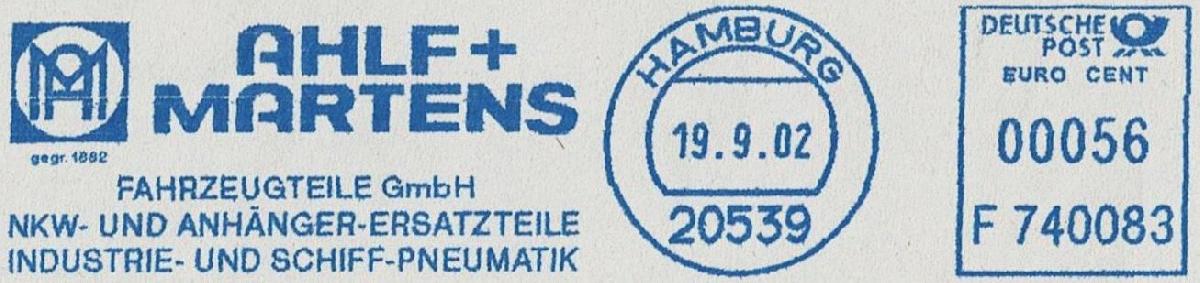 AHLF +
MARTENS
gegr. 1882
FAHRZEUGTEILE GmbH
NKW- UND ANHÄNGER-ERSATZTEILE
INDUSTRIE- UND SCHIFF-PNEUMATIK
HAMBURG
19.9.02
20539
DEUTSCHE
POST
EURO CENT
00056
F 740083